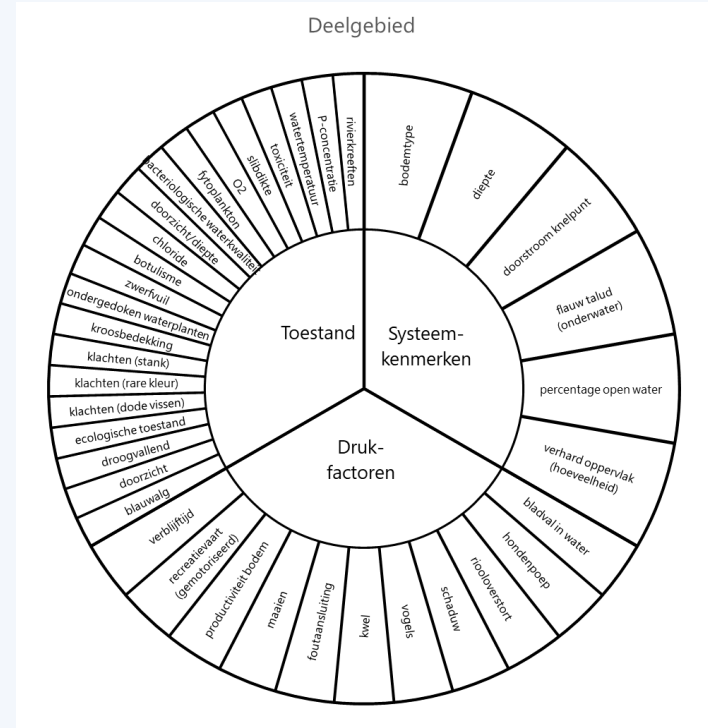 Deelgebied
Toestand
Systeem-
kenmerken
Druk-
factoren
bodemtype
diepte
doorstroom knelpunt
flauw talud
(onderwater)
percentage open water
verhard oppervlak
(hoeveelheid)
bladval in water
hondenpoep
riooloverstort
schaduw
vogels
kwel
foutaansluiting
maaien
productiviteit bodem
recreatievaart
(gemotoriseerd)
verblijftijd
blauwalg
doorzicht
droogvallend
ecologische toestand
klachten (dode vissen)
klachten (rare kleur)
klachten (stank)
kroosbedekking
ondergedoken waterplanten
zwerfvuil
botulisme
chloride
doorzicht/diepte
bacteriologische waterkwaliteit
fytoplankton
O2
slibdikte
toxiciteit
watertemperatuur
P-concentratie
rivierkreeften